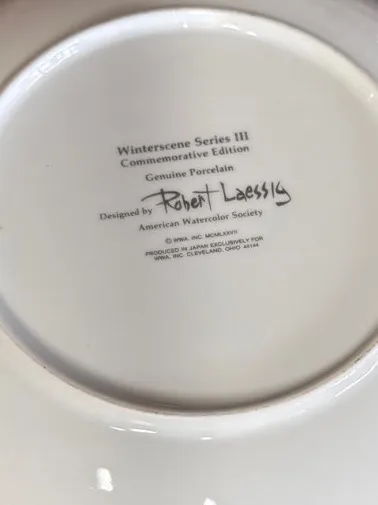 Winterscene Series III
Commemorative Edition
Genuine Porcelain
Designed by Robert Laessig
American Watercolor Society
© WWA, INC. MCMLXXVII
PRODUCED IN JAPAN EXCLUSIVELY FOR
WWA, INC. CLEVELAND, OHIO 44144